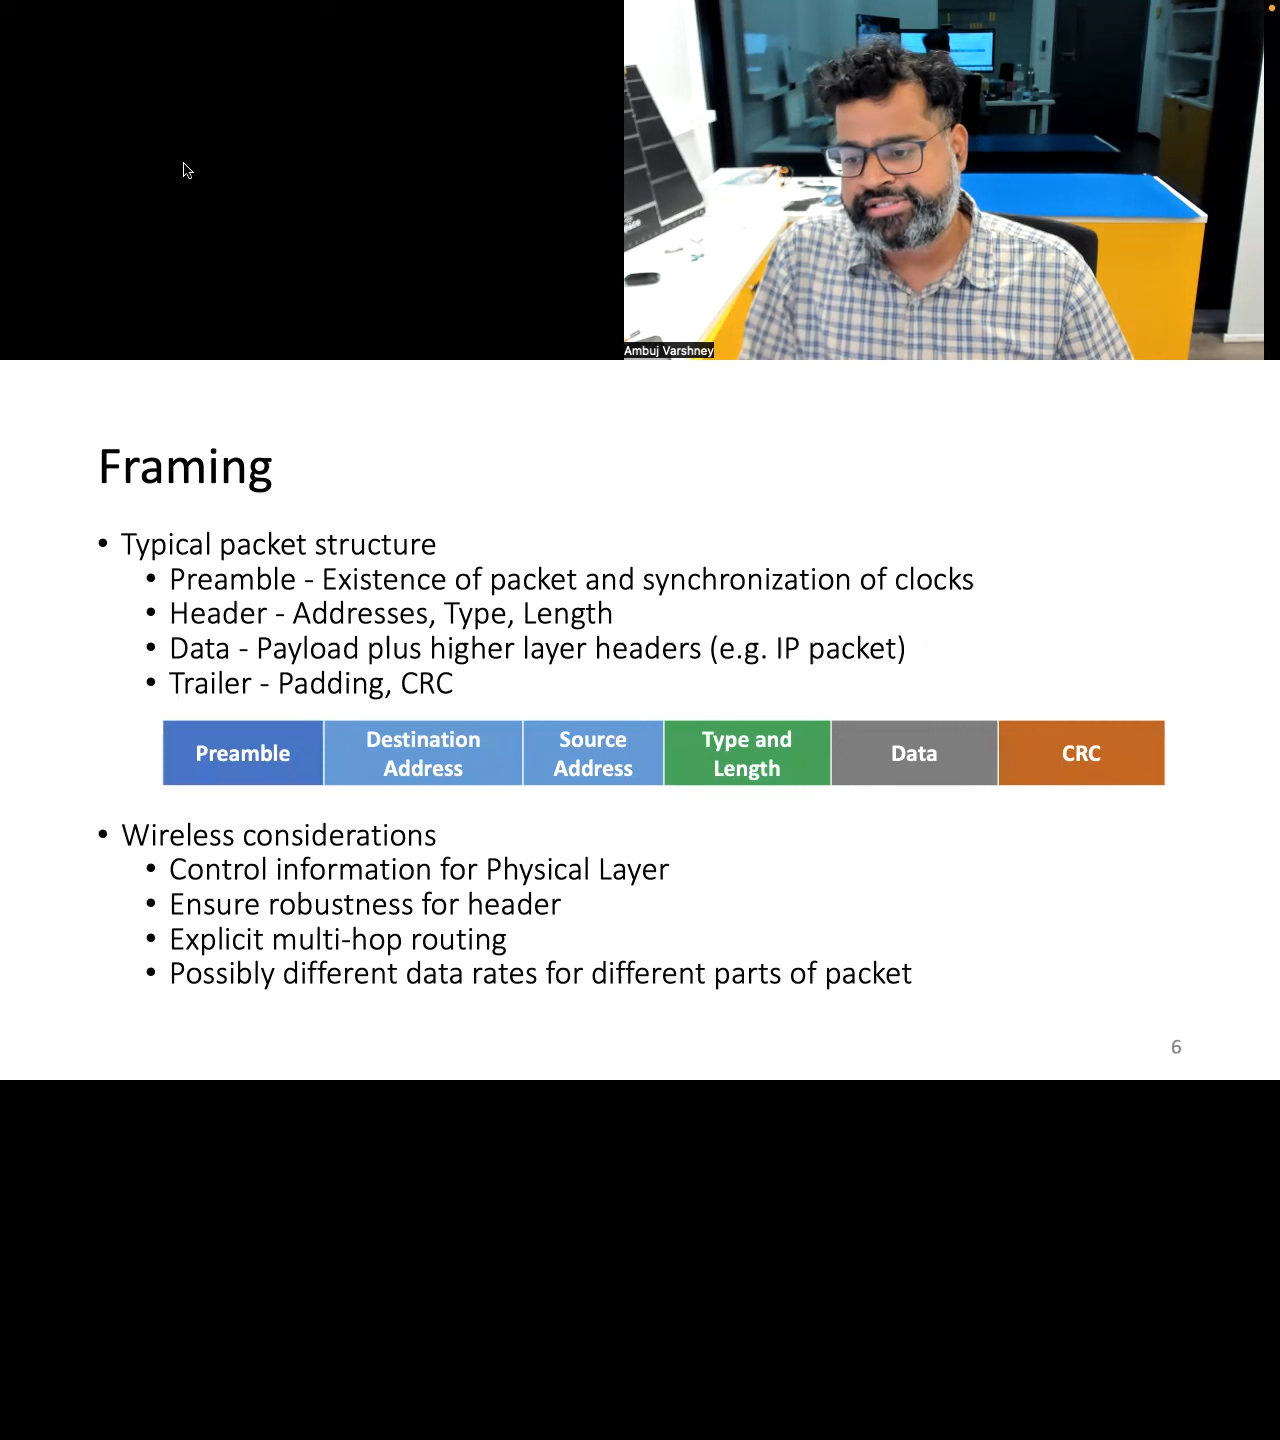 Ambuj Varshney
Framing
• Typical packet structure
• Preamble - Existence of packet and synchronization of clocks
• Header - Addresses, Type, Length
• Data - Payload plus higher layer headers (e.g. IP packet)
• Trailer - Padding, CRC
Preamble
Destination
Address
Source
Address
Type and
Length
Data
CRC
• Wireless considerations
• Control information for Physical Layer
• Ensure robustness for header
• Explicit multi-hop routing
• Possibly different data rates for different parts of packet
6